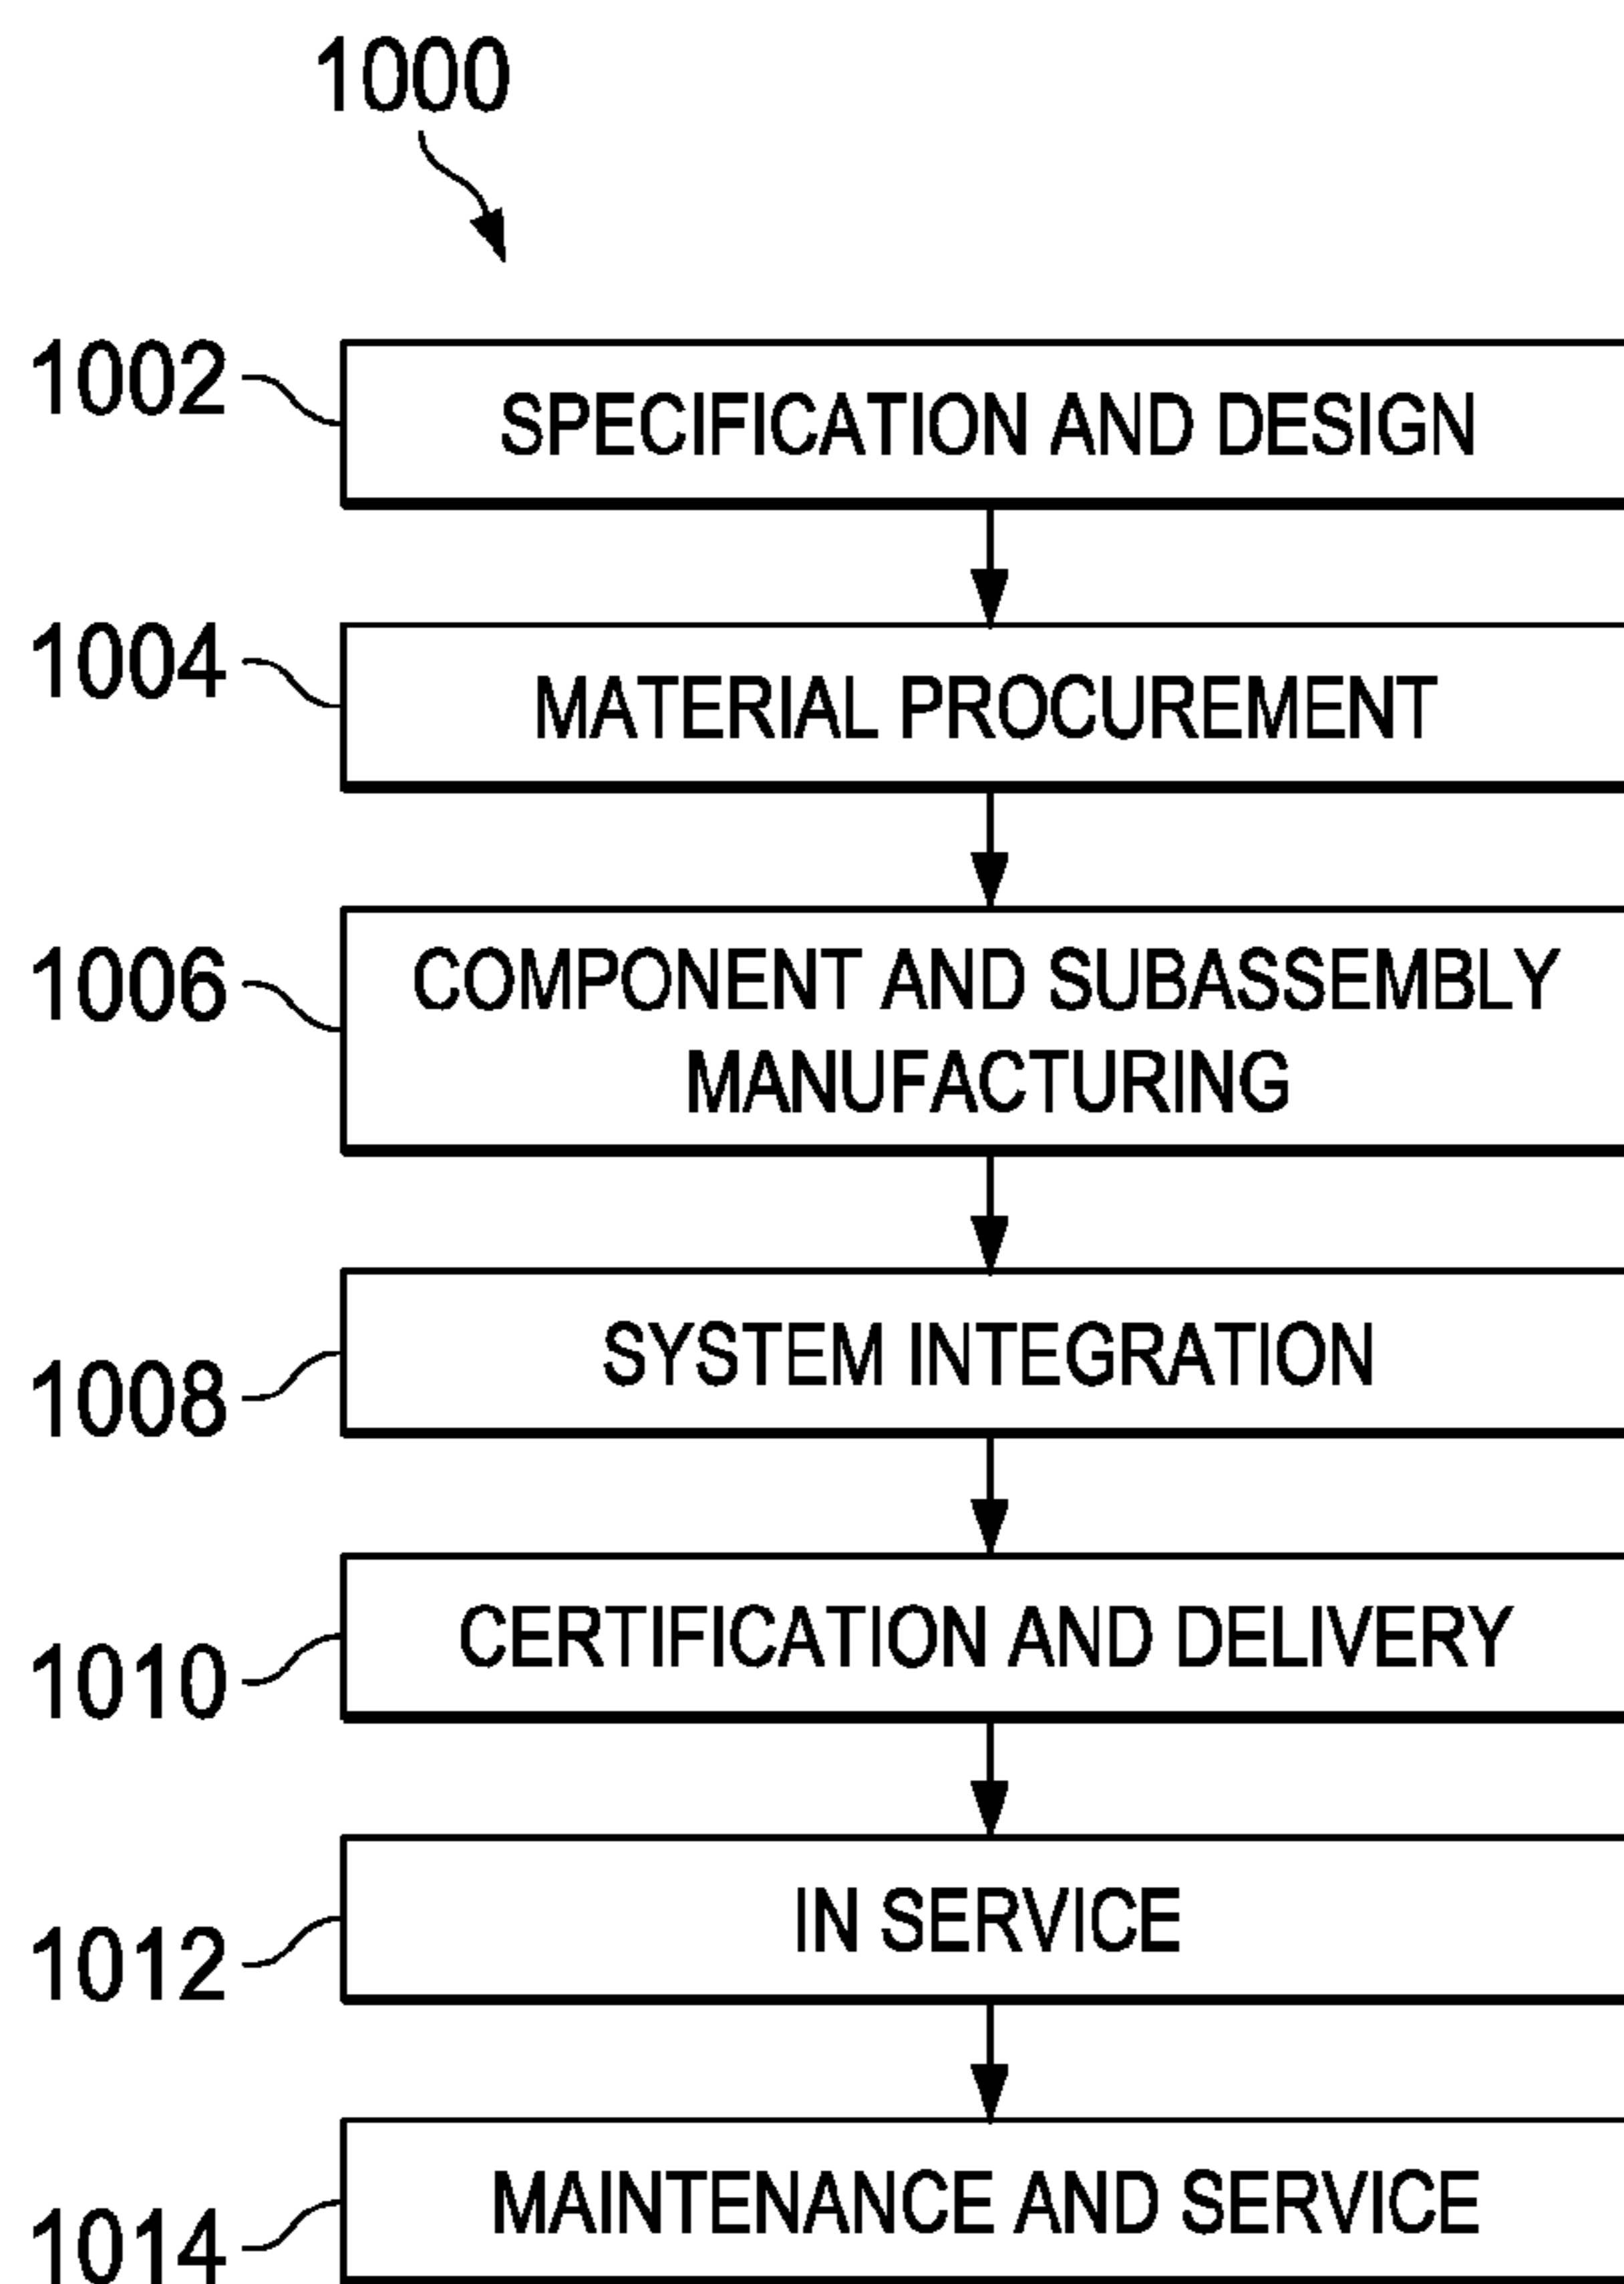 1000
1002
SPECIFICATION AND DESIGN
1004
MATERIAL PROCUREMENT
1006
COMPONENT AND SUBASSEMBLY
MANUFACTURING
SYSTEM INTEGRATION
1008
CERTIFICATION AND DELIVERY
1010
IN SERVICE
1012
MAINTENANCE AND SERVICE
1014